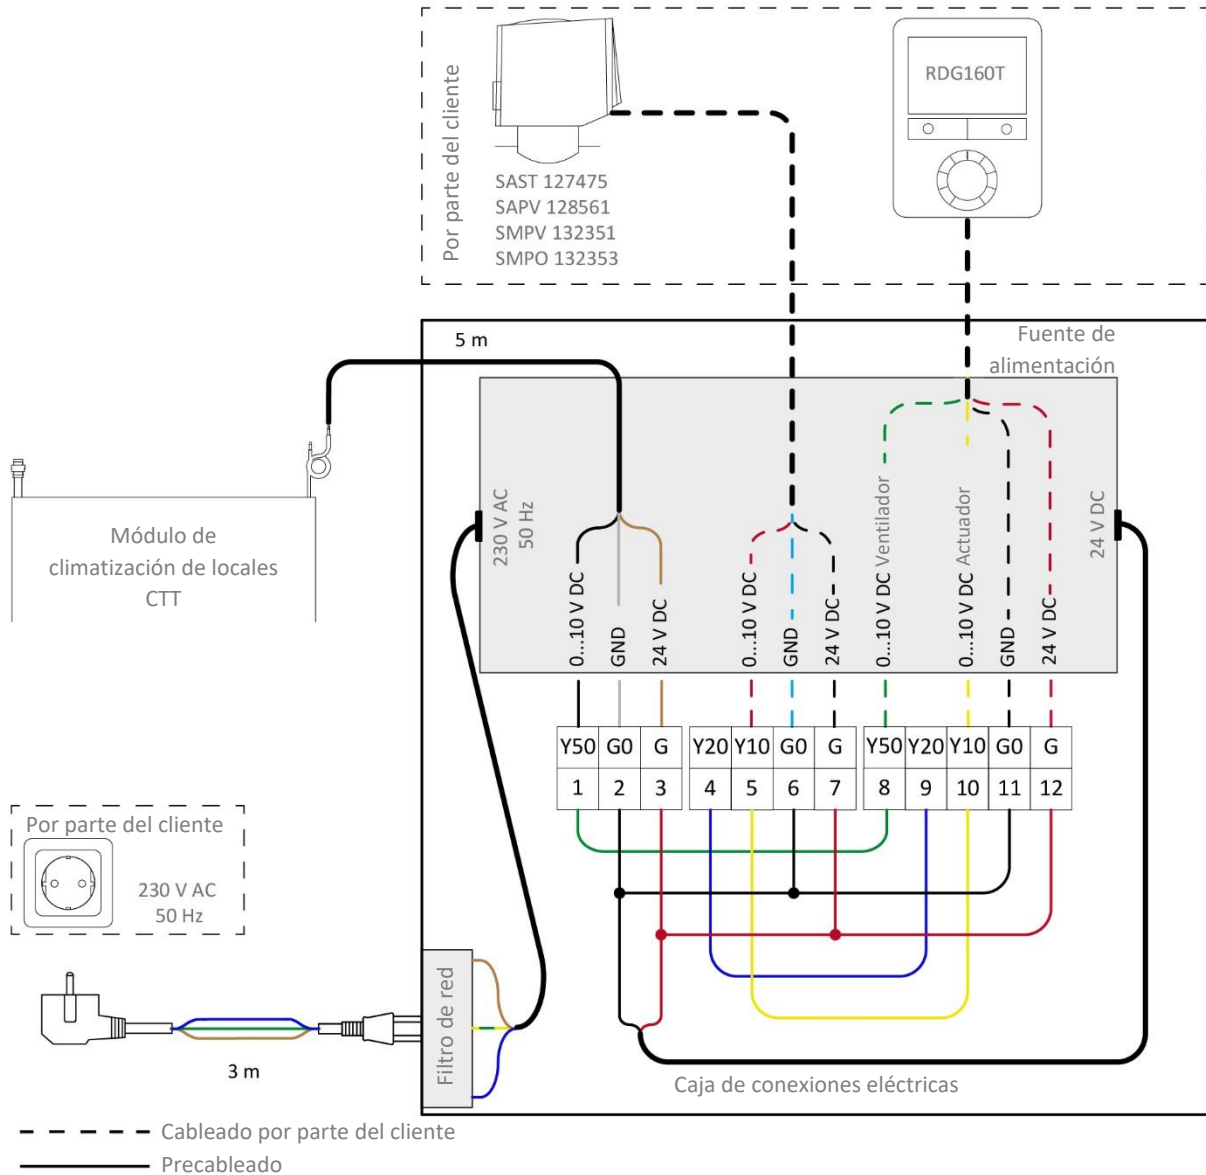 Por parte del cliente
SAST 127475
SAPV 128561
SMPV 132351
SMPO 132353
RDG160T
5 m
Fuente de
alimentación
Módulo de
climatización de locales
CTT
230 V AC
50 Hz
0...10 V DC
GND
24 V DC
0...10 V DC
GND
24 V DC
0...10 V DC Ventilador
0...10 V DC Actuador
GND
24 V DC
24 V DC
Y50 G0 G Y20 Y10 G0 G Y50 Y20 Y10 G0 G
1 2 3 4 5 6 7 8 9 10 11 12
Por parte del cliente
230 V AC
50 Hz
Filtro de red
3 m
Caja de conexiones eléctricas
Cableado por parte del cliente
Precableado